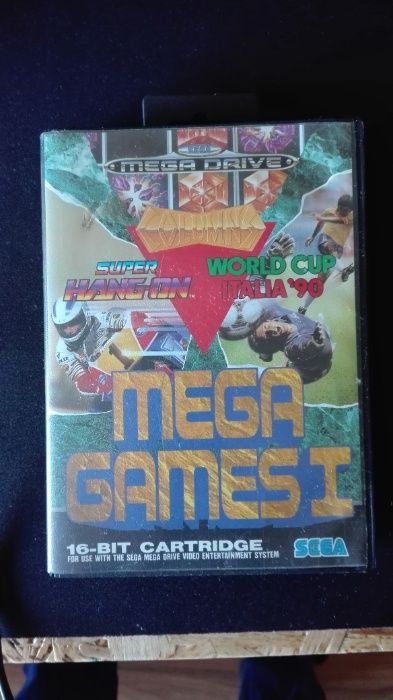 SEGA
MEGA DRIVE
COLUMNS
SUPER
HANG-ON
WORLD CUP
ITALIA '90
MEGA
GAMES I
16-BIT CARTRIDGE
FOR USE WITH THE SEGA MEGA DRIVE VIDEO ENTERTAINMENT SYSTEM
SEGA